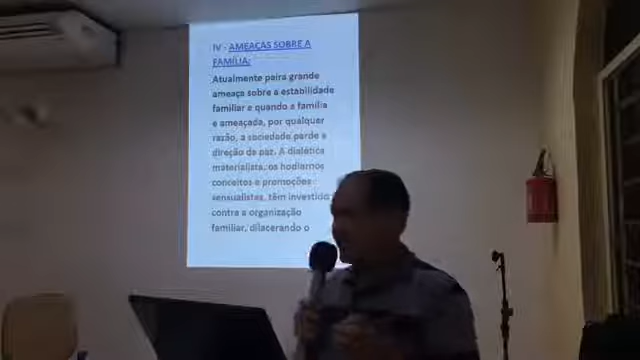 IV - AMEAÇAS SOBRE A
FAMÍLIA:
Atualmente paira grande
ameaça sobre a estabilidade
familiar e quando a família
é ameaçada, por qualquer
razão, a sociedade perde a
direção da paz. A dialética
materialista, os hodiernos
conceitos e promoções
sensualistas, têm investido
contra a organização
familiar, dilacerando o